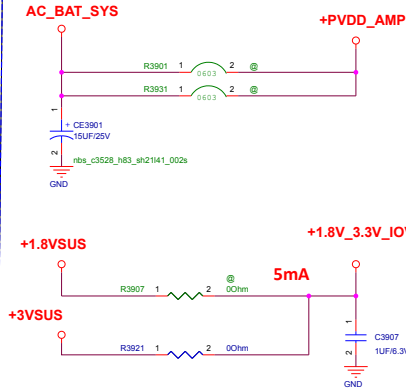 AC_BAT_SYS
+PVDD_AMP
R3901 1 2 @
0603
R3931 1 2 @
0603
1
+ CE3901
15UF/25V
2
nbs_c3528_h83_sh21l41_002s
GND
+1.8VSUS
+1.8V_3.3V_IOV
@
5mA
R3907 1 2 0Ohm
+3VSUS
R3921 1 2 0Ohm
1
C3907
2
1UF/6.3V
GND